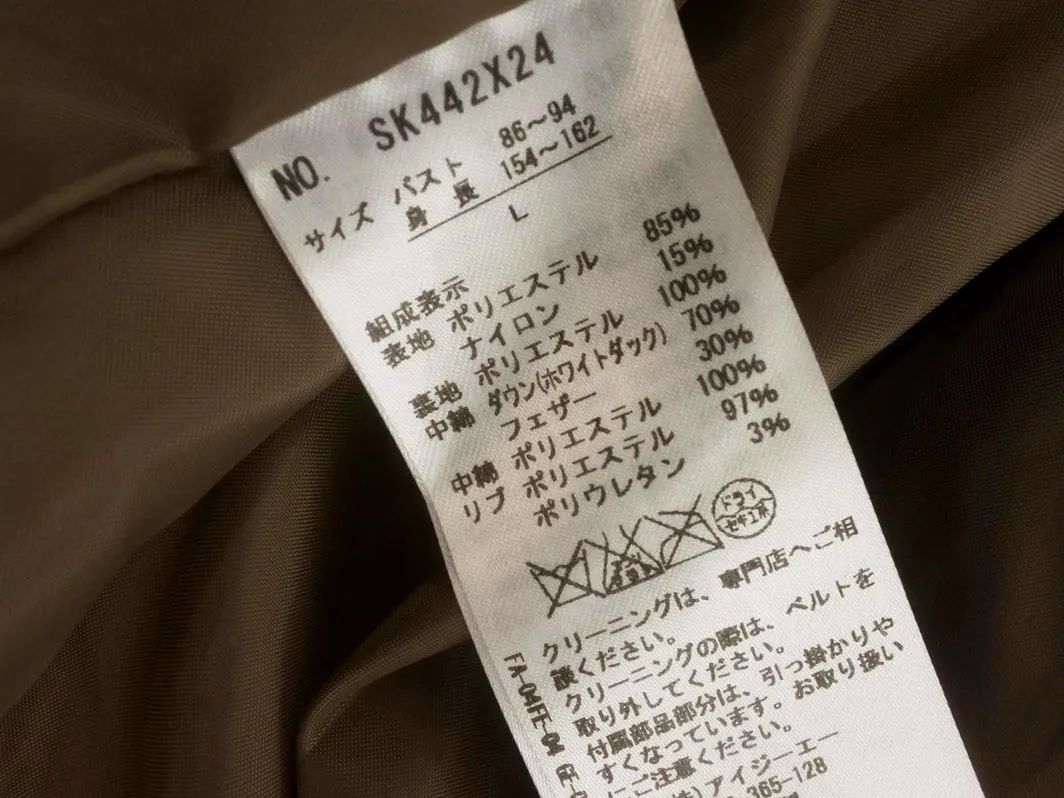 NO. SK442X24
サイズ バスト 86～94
身長 154～162
L
組成表示
表地 ポリエステル 85%
ナイロン 15%
裏地 ポリエステル 100%
中綿 ダウン(ホワイトダック) 70%
フェザー 30%
中綿 ポリエステル 100%
リブ ポリエステル 97%
ポリウレタン 3%
ドライ
セキユ系
クリーニングは、専門店へご相
談ください。
クリーニングの際は、ベルトを
取り外してください。
付属部品部分は、引っ掛かりや
すくなっています。お取り扱い
にご注意ください。
㈱アイジーエー
365-128